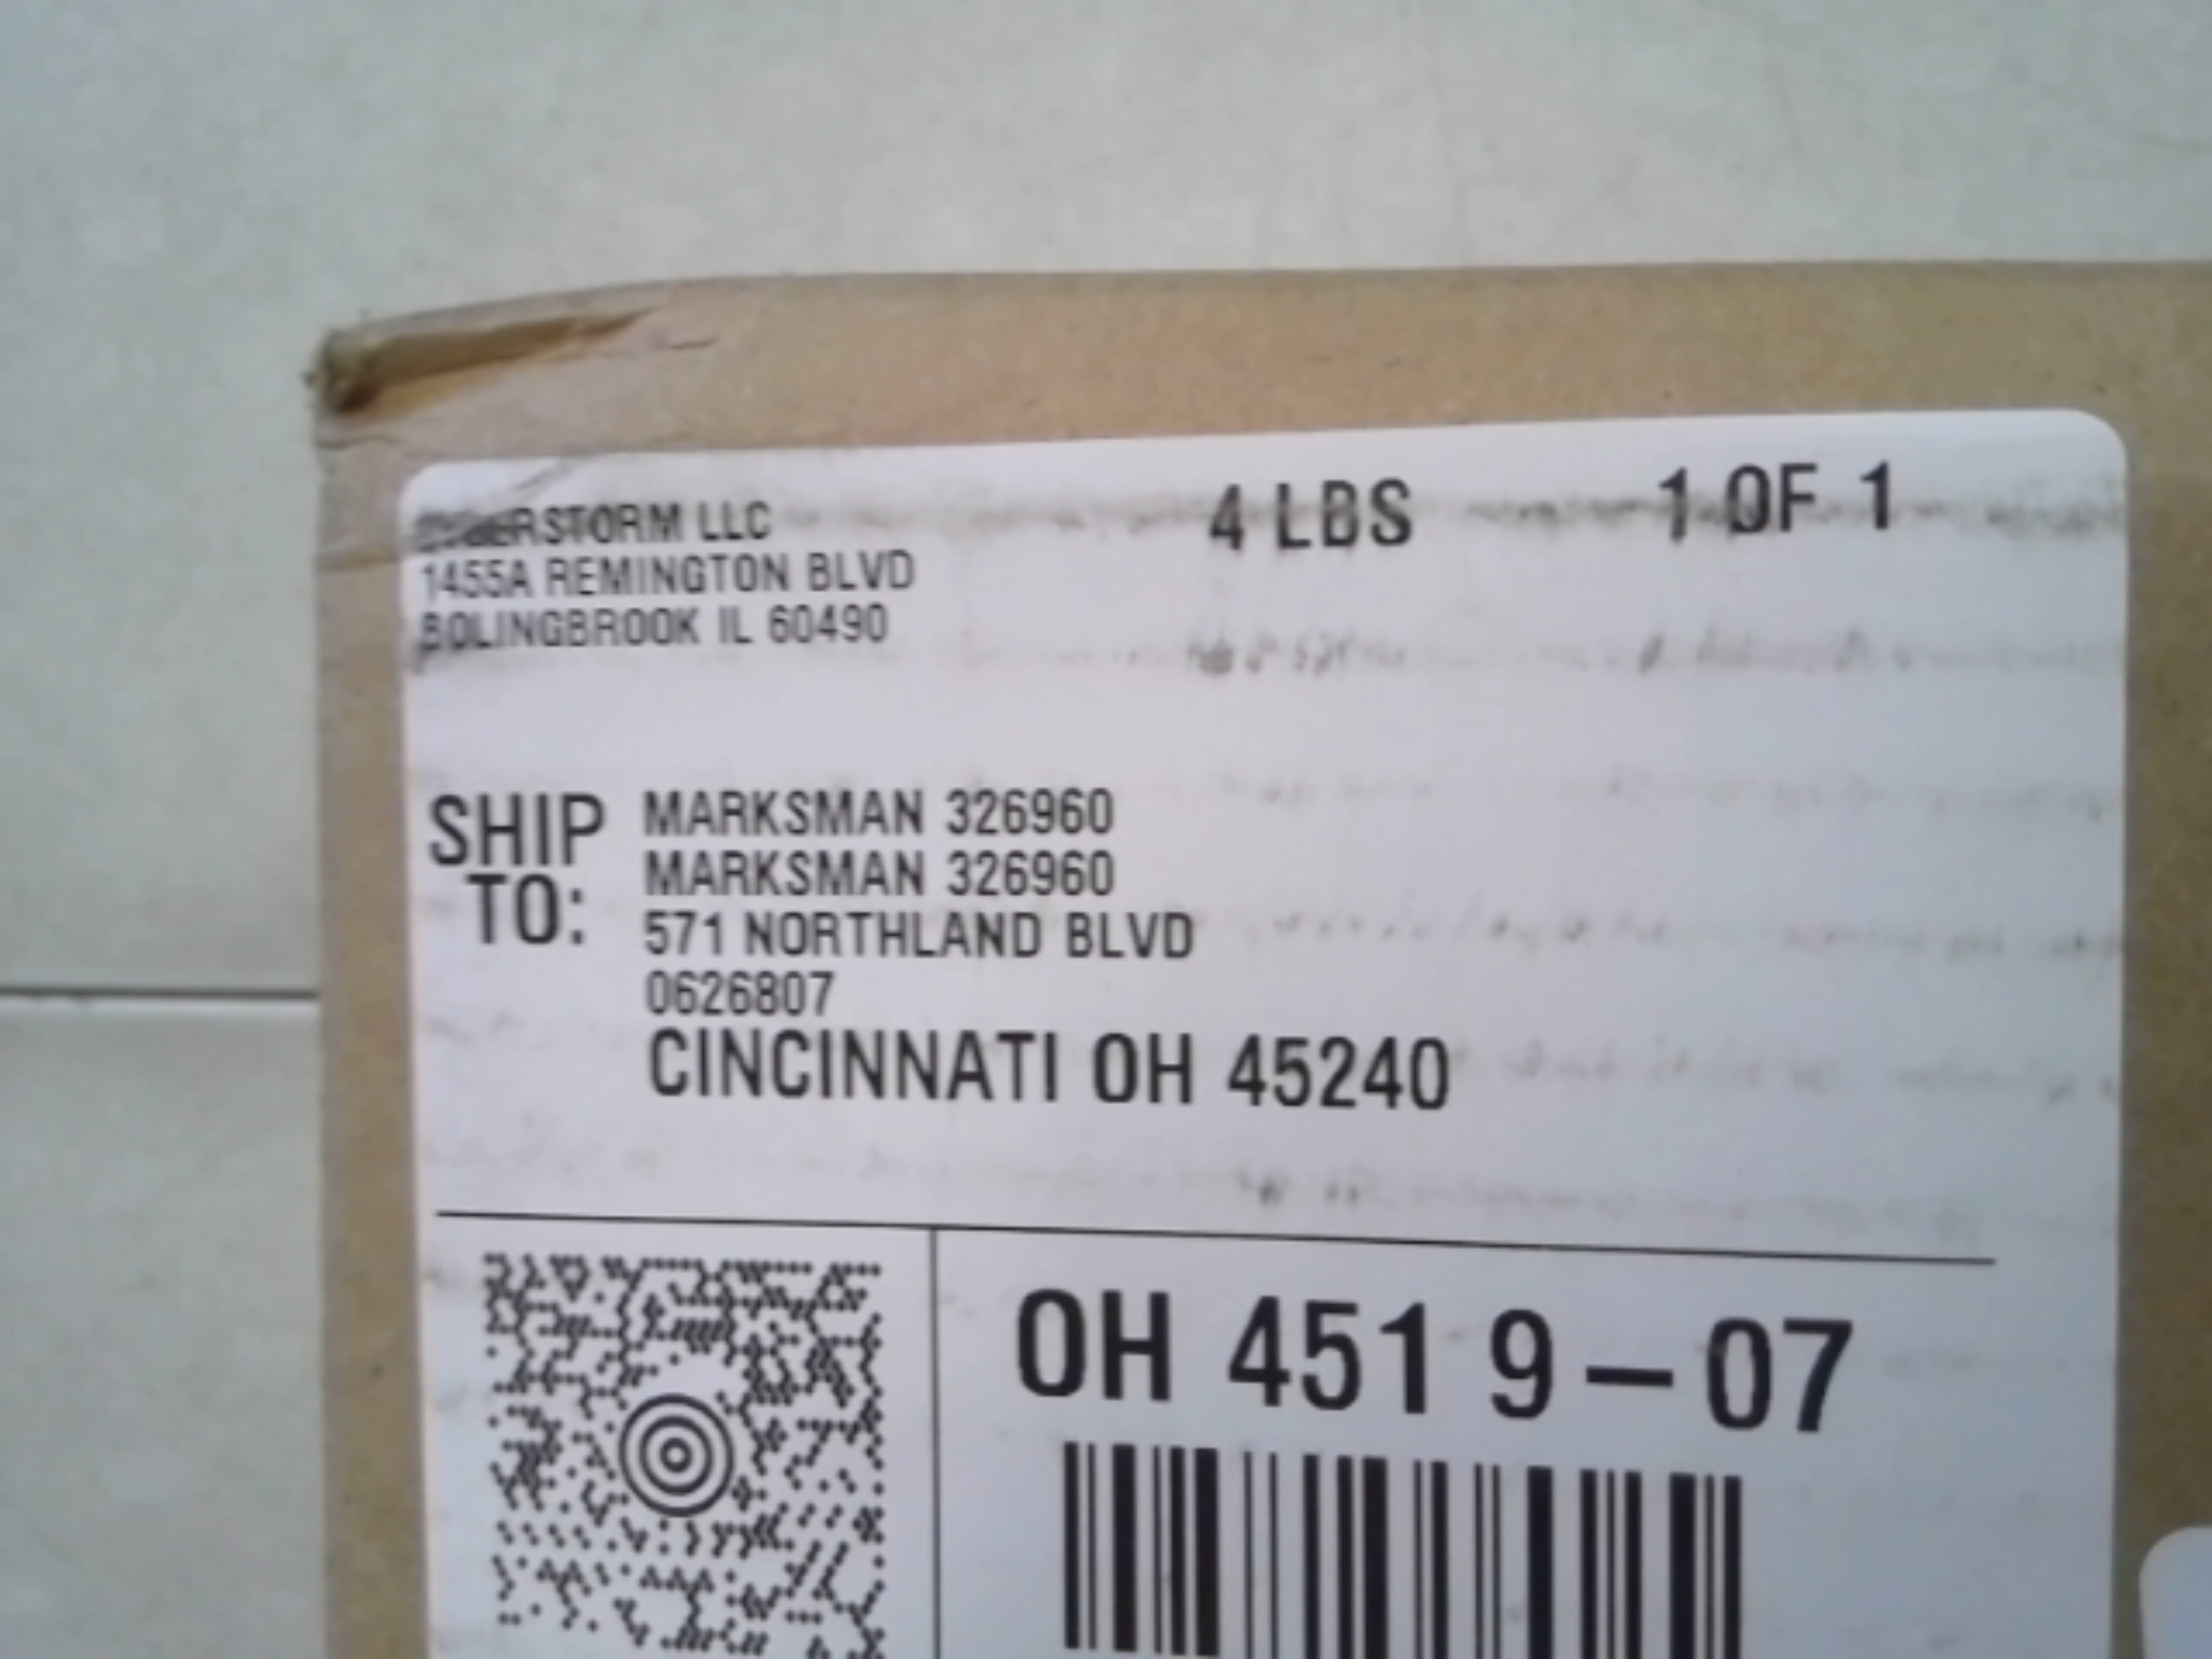 LLC
1455A REMINGTON BLVD
BOLINGBROOK IL 60490
4 LBS
1 OF 1
SHIP TO:
MARKSMAN 326960
MARKSMAN 326960
571 NORTHLAND BLVD
0626807
CINCINNATI OH 45240
OH 451 9-07